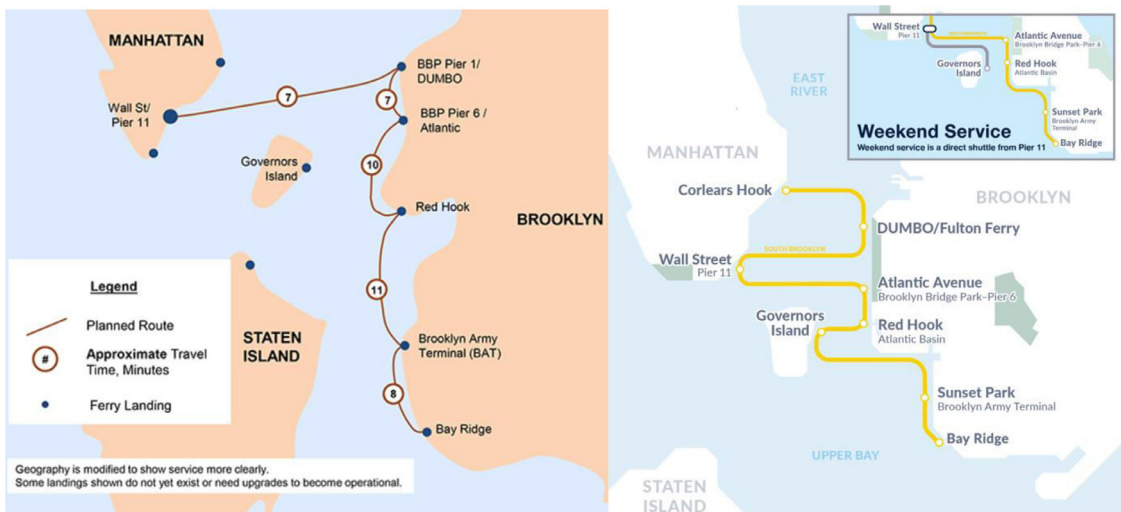 MANHATTAN
Wall St/
Pier 11
7
BBP Pier 1/
DUMBO
7
BBP Pier 6 /
Atlantic
Governors
Island
10
Red Hook
BROOKLYN
11
Legend
Planned Route
# Approximate Travel
Time, Minutes
Ferry Landing
STATEN
ISLAND
Brooklyn Army
Terminal (BAT)
8
Bay Ridge
Geography is modified to show service more clearly.
Some landings shown do not yet exist or need upgrades to become operational.
EAST
RIVER
MANHATTAN
Corlears Hook
BROOKLYN
DUMBO/Fulton Ferry
SOUTH BROOKLYN
Wall Street
Pier 11
Atlantic Avenue
Brooklyn Bridge Park–Pier 6
Governors
Island
Red Hook
Atlantic Basin
Sunset Park
Brooklyn Army Terminal
Bay Ridge
UPPER BAY
STATEN
ISLAND
Wall Street
Pier 11
SOUTH BROOKLYN
Atlantic Avenue
Brooklyn Bridge Park–Pier 6
Governors
Island
Red Hook
Atlantic Basin
Sunset Park
Brooklyn Army
Terminal
Bay Ridge
Weekend Service
Weekend service is a direct shuttle from Pier 11